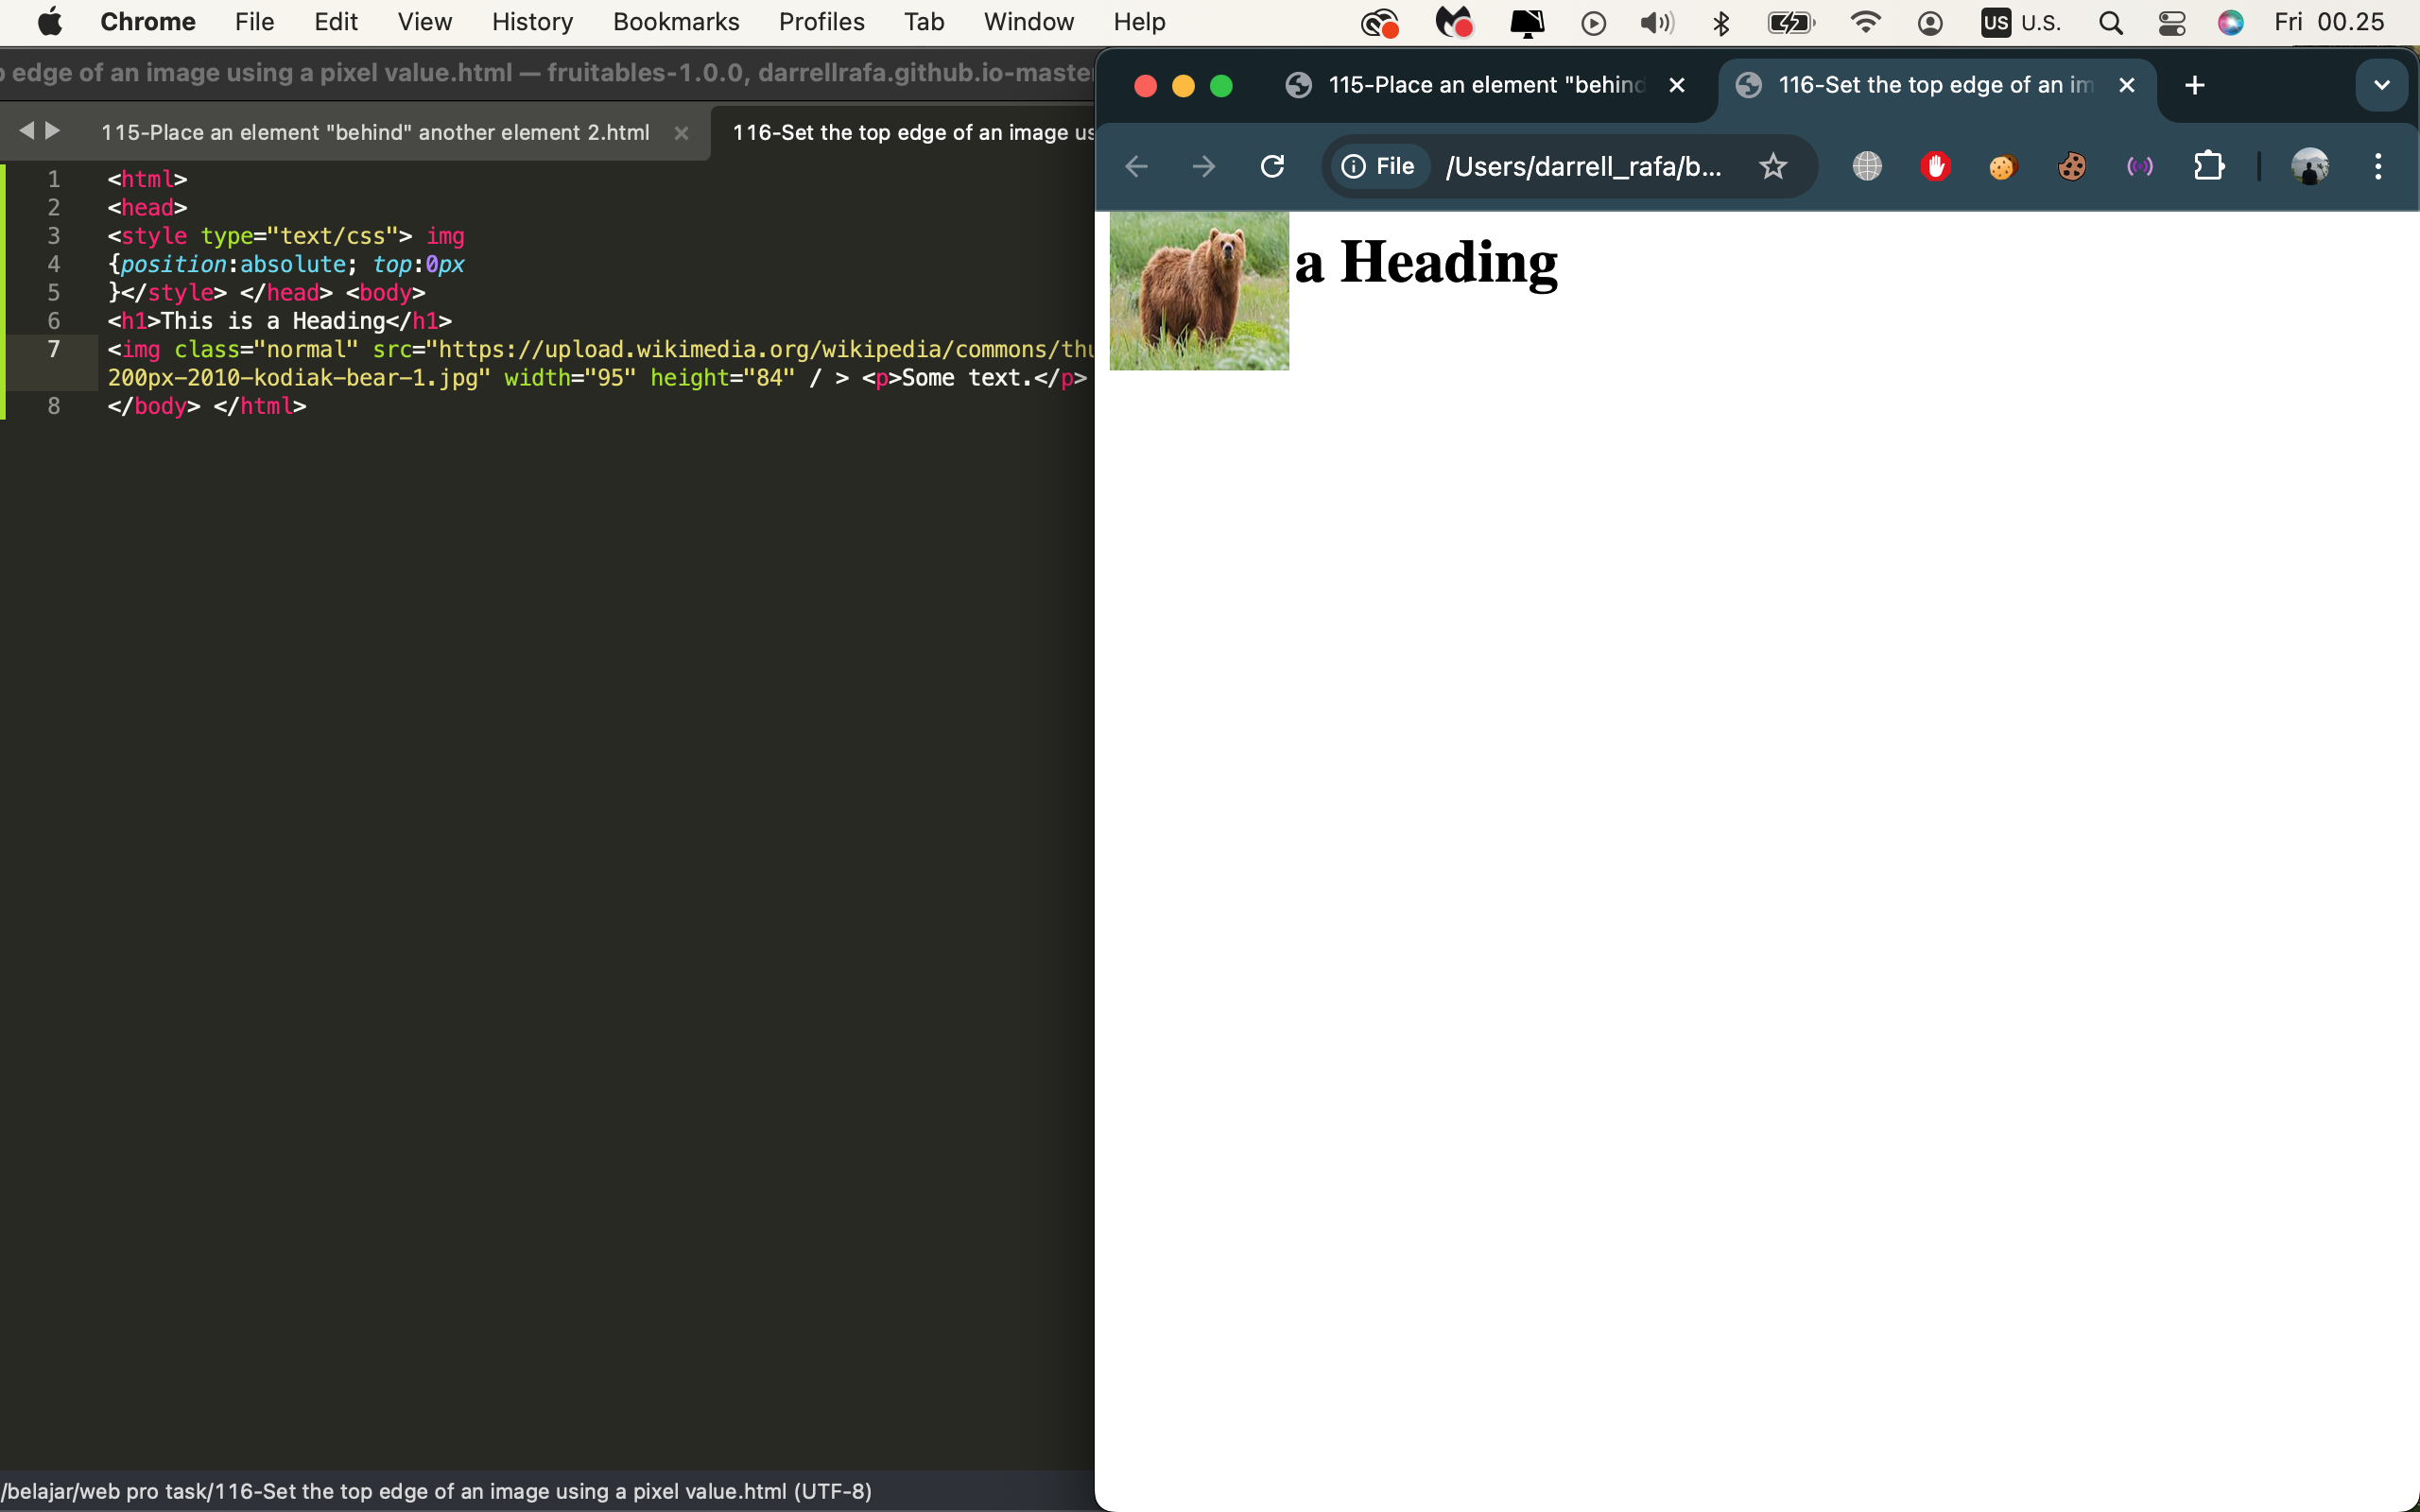 Chrome File Edit View History Bookmarks Profiles Tab Window Help US U.S. Fri 00.25
edge of an image using a pixel value.html — fruitables-1.0.0, darrellrafa.github.io-master
115-Place an element "behind" another element 2.html
116-Set the top edge of an image us
1 <html>
2 <head>
3 <style type="text/css"> img
4 {position:absolute; top:0px
5 }</style> </head> <body>
6 <h1>This is a Heading</h1>
7 <img class="normal" src="https://upload.wikimedia.org/wikipedia/commons/thu
200px-2010-kodiak-bear-1.jpg" width="95" height="84" / > <p>Some text.</p>
8 </body> </html>
/belajar/web pro task/116-Set the top edge of an image using a pixel value.html (UTF-8)
115-Place an element "behind
116-Set the top edge of an im
File /Users/darrell_rafa/b...
a Heading